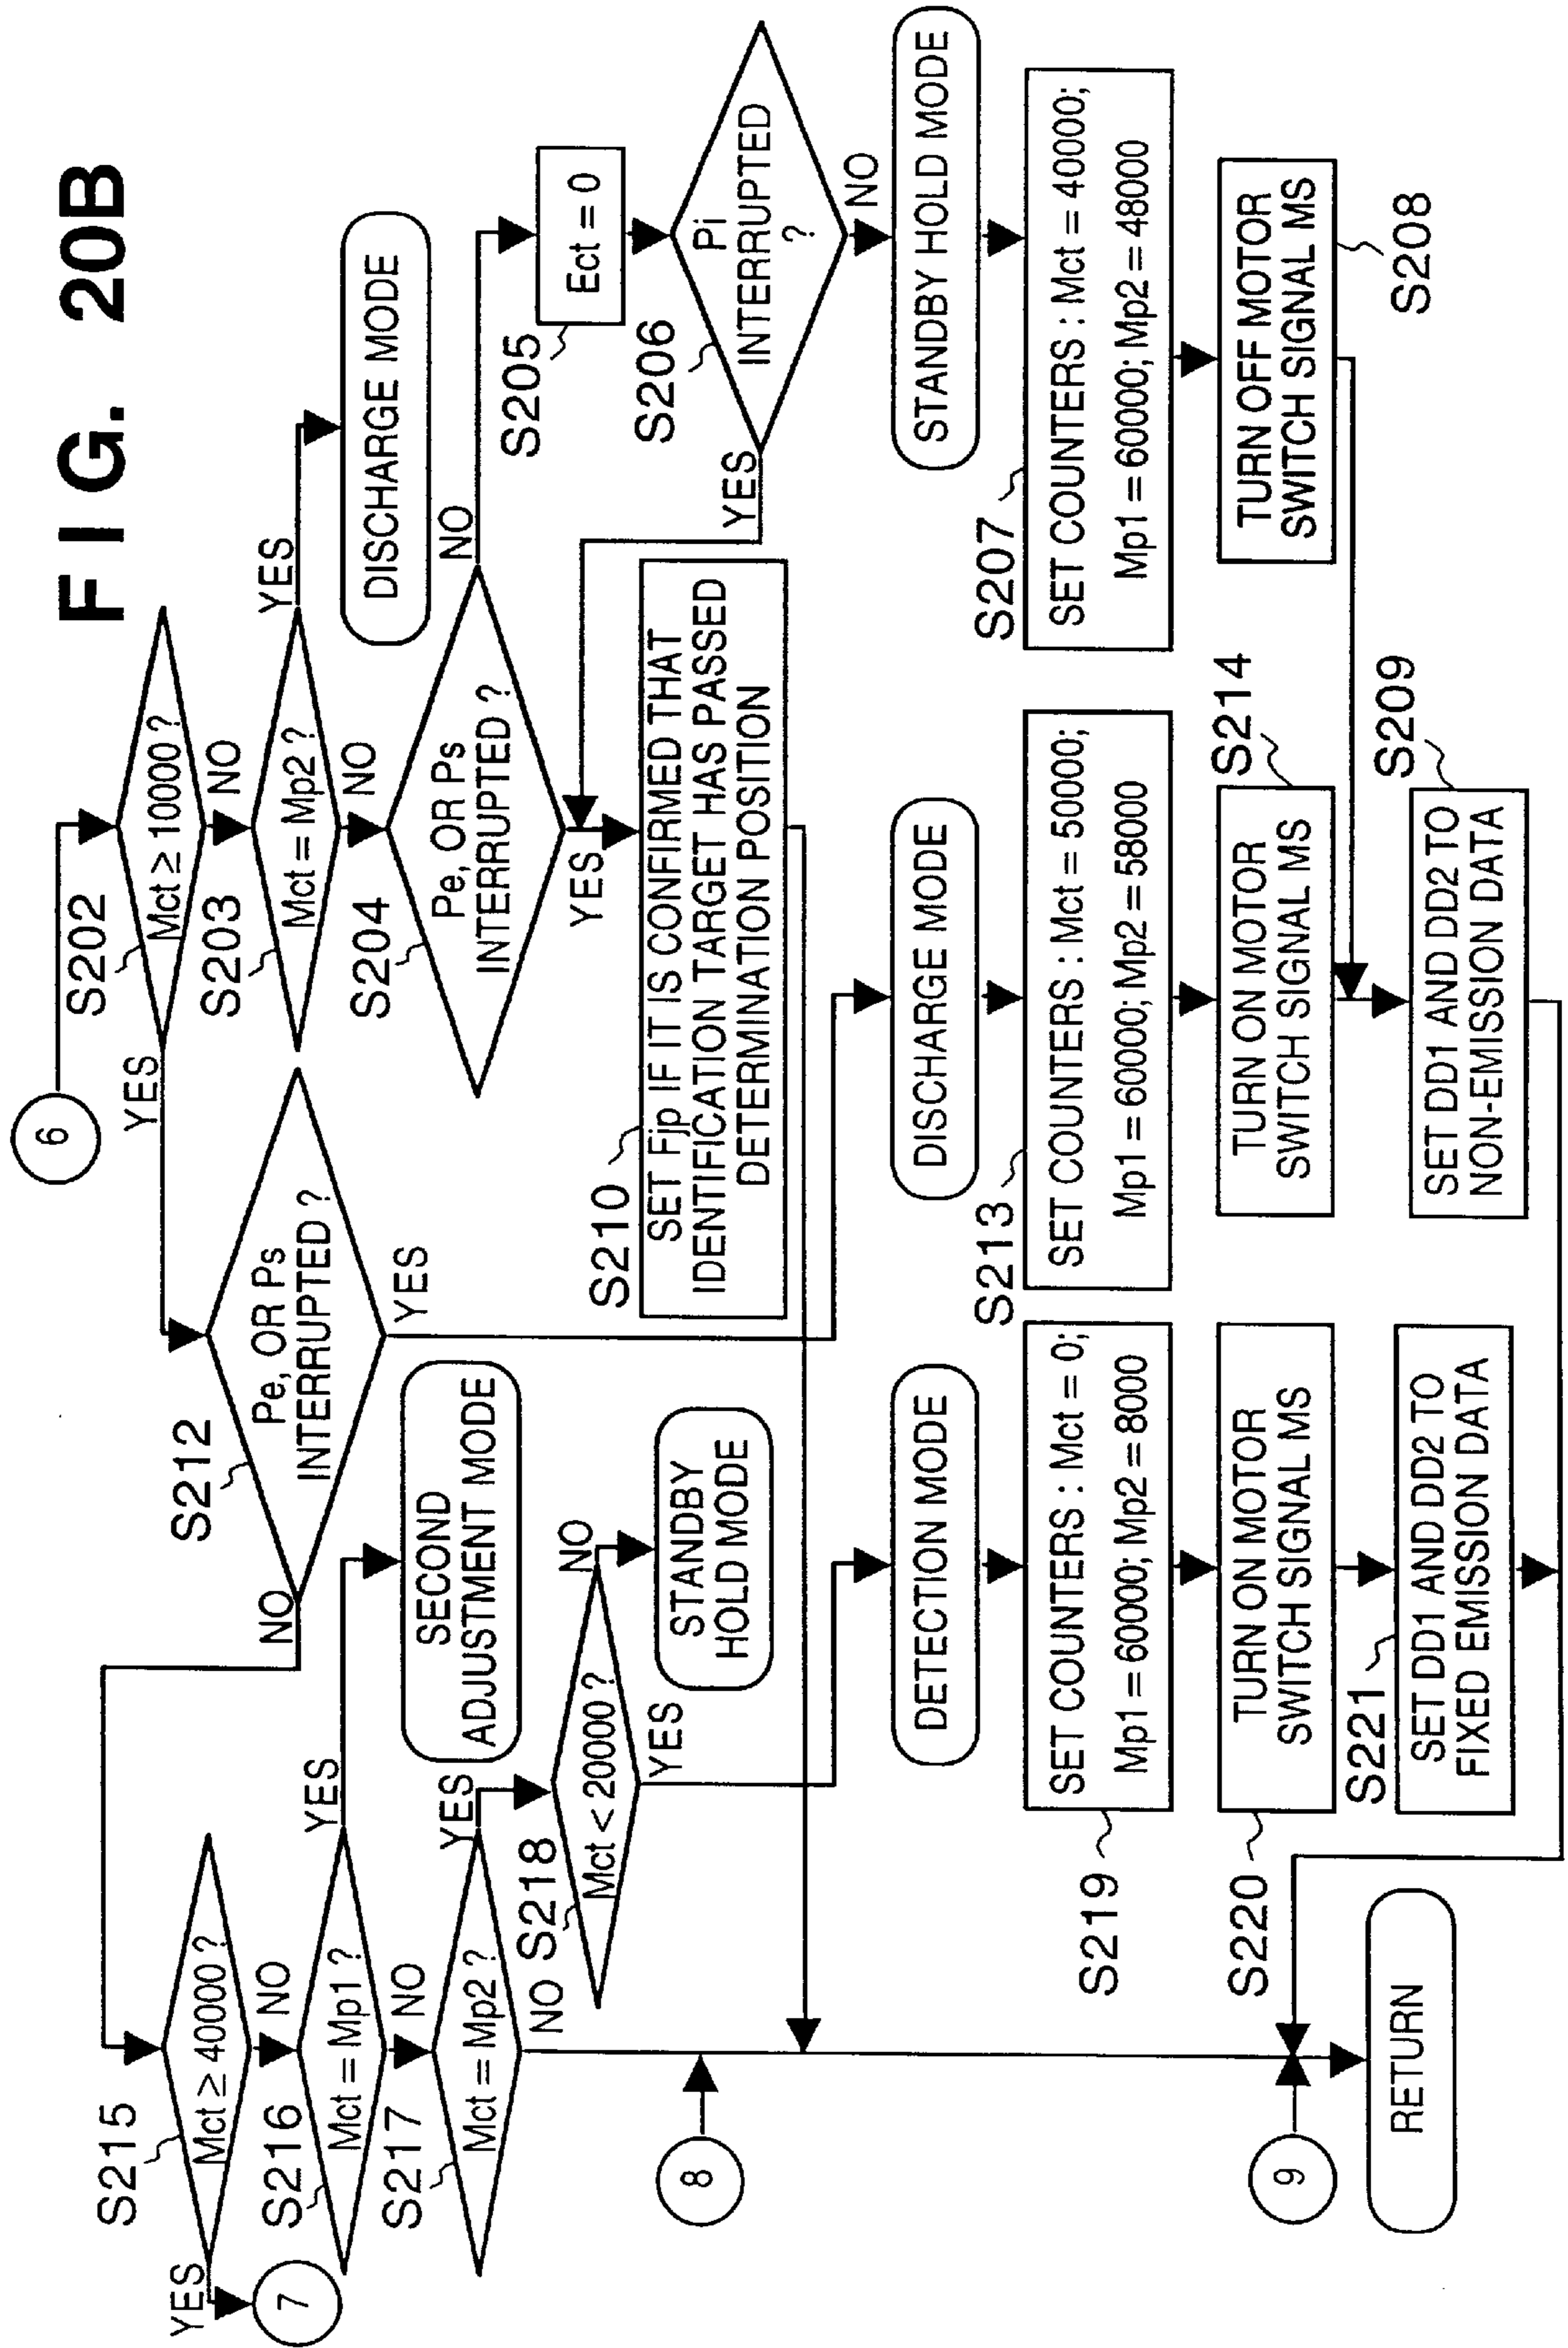 FIG. 20B
6
S202
Mct ≥ 10000 ?
YES
NO
S203
Mct = Mp2 ?
YES
NO
DISCHARGE MODE
S204
Pe, OR Ps
INTERRUPTED ?
NO
YES
S205
Ect = 0
S206
Pi
INTERRUPTED
?
YES
NO
STANDBY HOLD MODE
S207
SET COUNTERS : Mct = 40000;
Mp1 = 60000; Mp2 = 48000
TURN OFF MOTOR
SWITCH SIGNAL MS
S208
S210
SET Fjp IF IT IS CONFIRMED THAT
IDENTIFICATION TARGET HAS PASSED
DETERMINATION POSITION
S212
Pe, OR Ps
INTERRUPTED ?
NO
YES
DISCHARGE MODE
S213
SET COUNTERS : Mct = 50000;
Mp1 = 60000; Mp2 = 58000
S214
TURN ON MOTOR
SWITCH SIGNAL MS
S209
SET DD1 AND DD2 TO
NON-EMISSION DATA
S215
Mct ≥ 40000 ?
YES
NO
7
S216
Mct = Mp1 ?
YES
NO
SECOND
ADJUSTMENT MODE
S217
Mct = Mp2 ?
YES
NO
S218
Mct < 20000 ?
NO
YES
STANDBY
HOLD MODE
DETECTION MODE
S219
SET COUNTERS : Mct = 0;
Mp1 = 60000; Mp2 = 8000
S220
TURN ON MOTOR
SWITCH SIGNAL MS
S221
SET DD1 AND DD2 TO
FIXED EMISSION DATA
8
9
RETURN